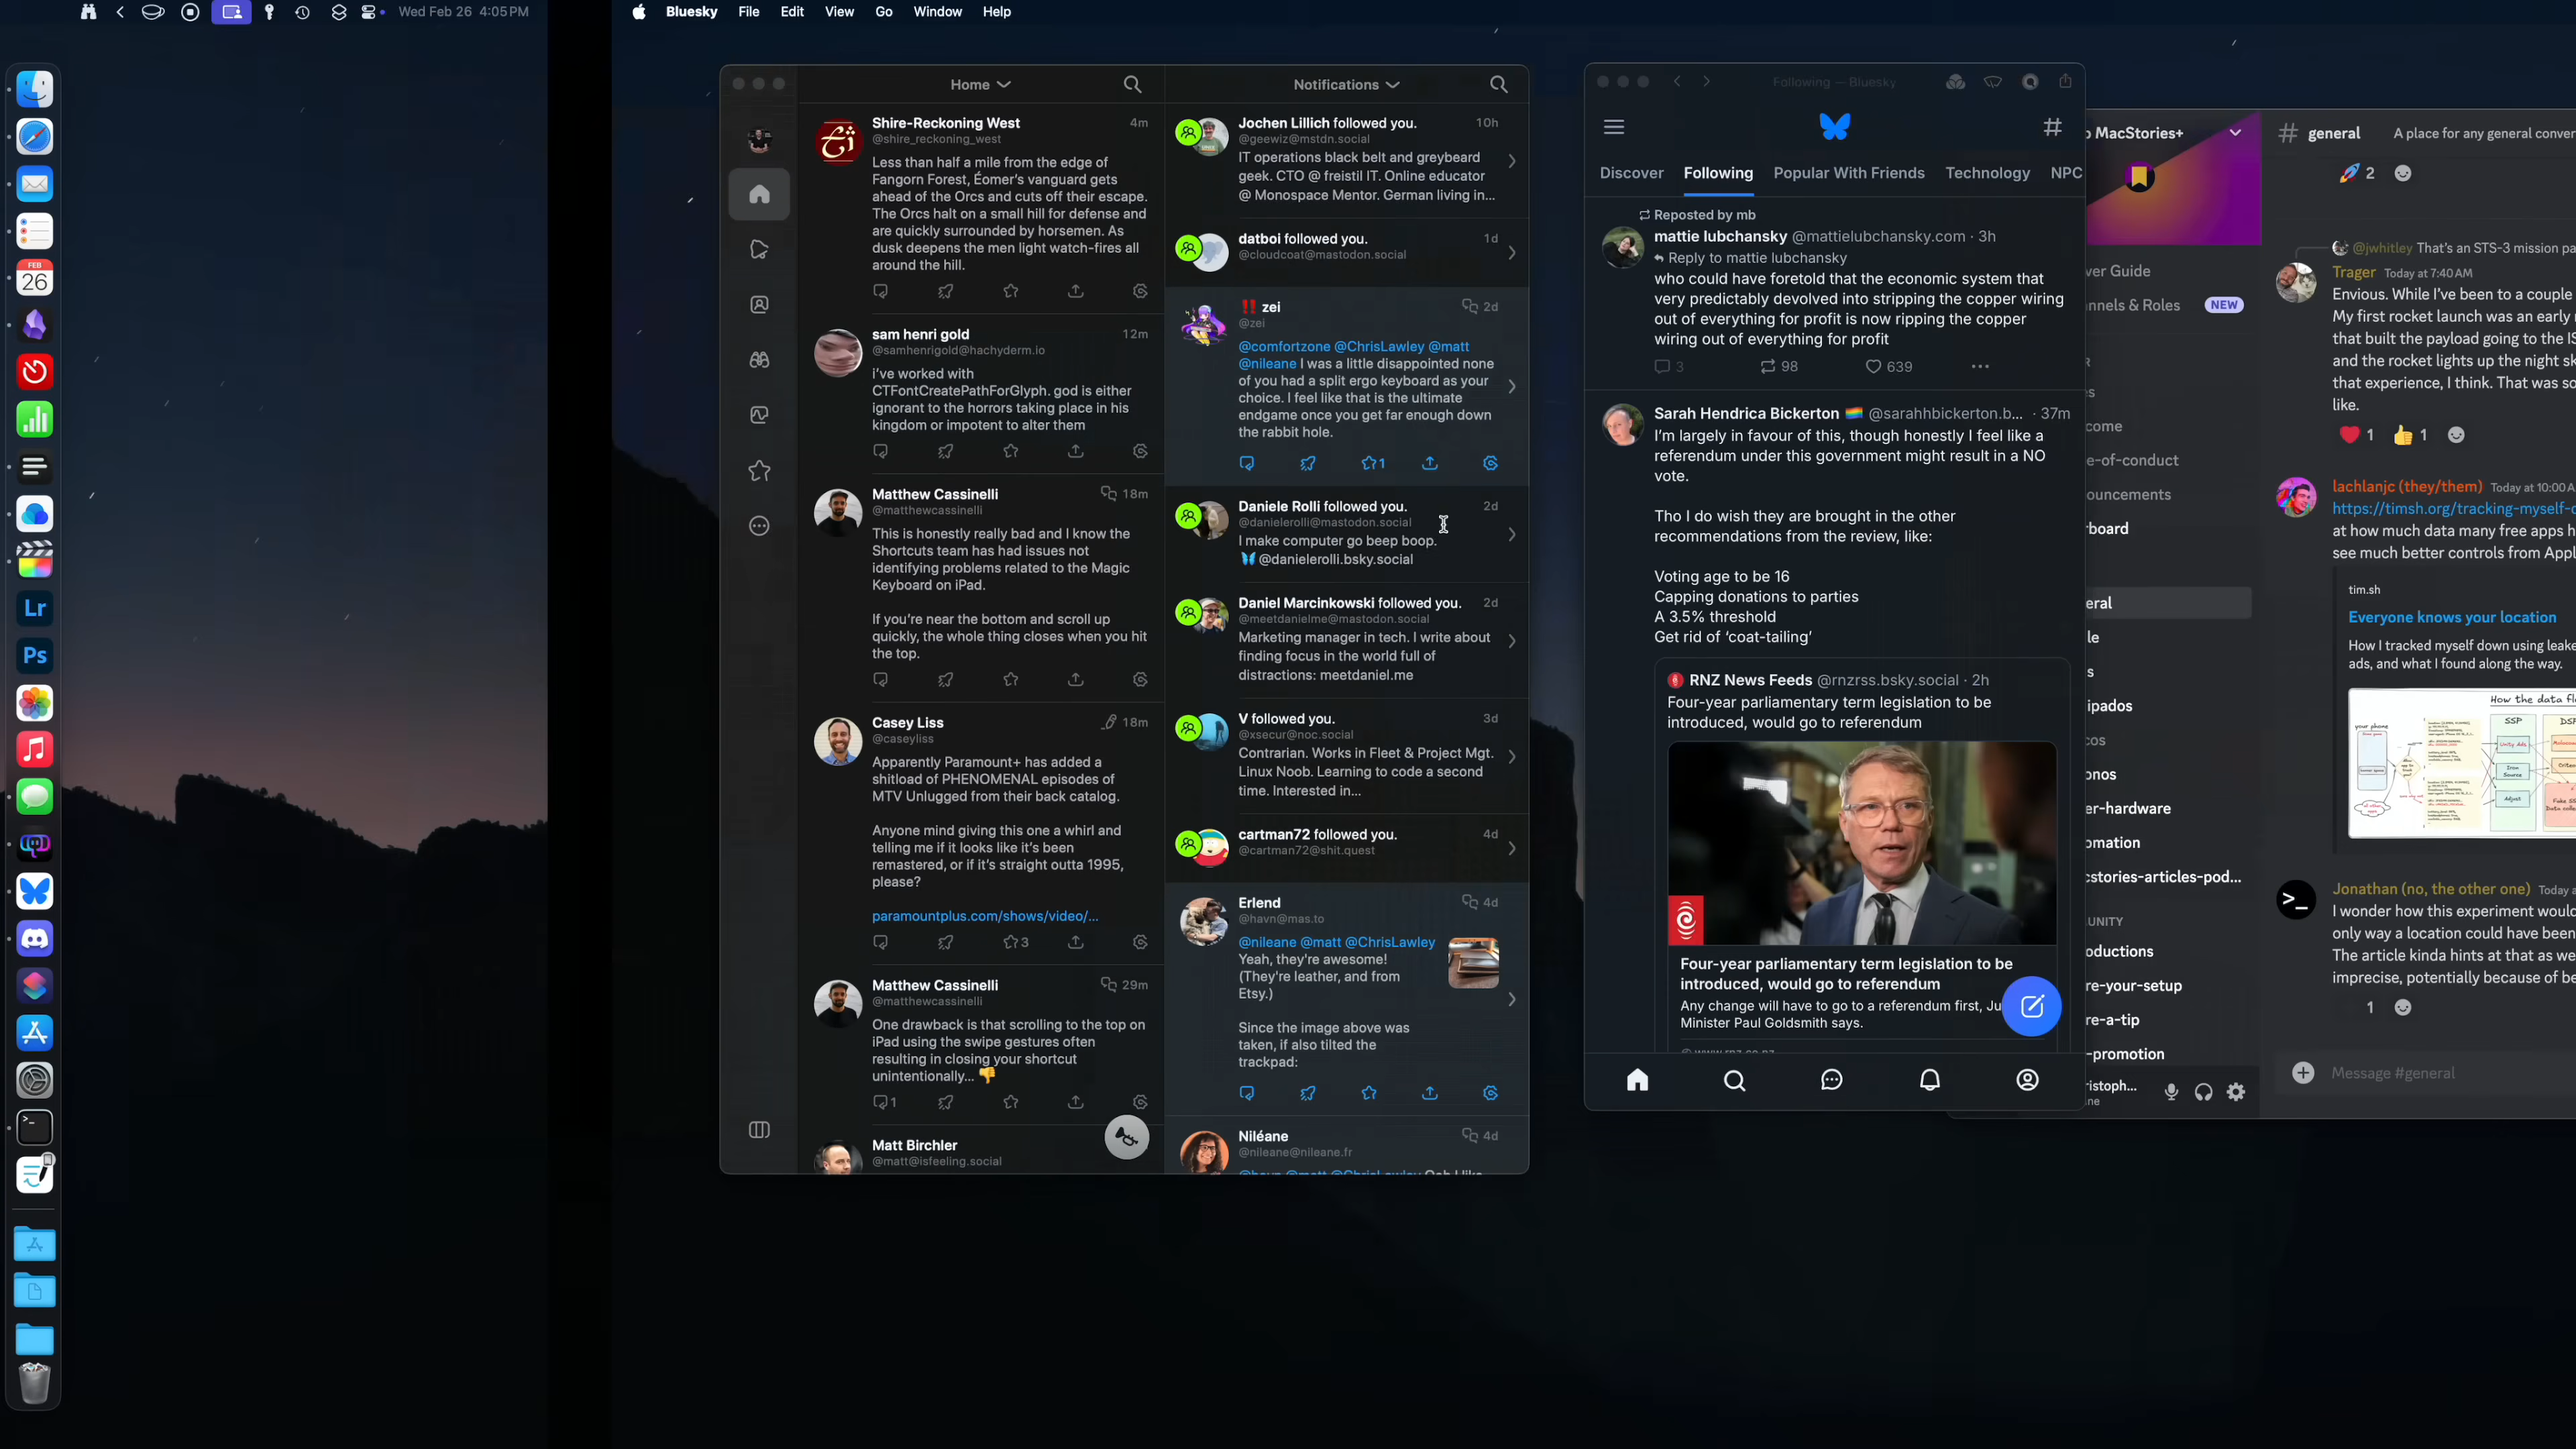 Wed Feb 26 4:05 PM
Bluesky File Edit View Go Window Help
FEB
26
Lr
Ps
Home
Shire-Reckoning West 4m
@shire_reckoning_west
Less than half a mile from the edge of
Fangorn Forest, Éomer's vanguard gets
ahead of the Orcs and cuts off their escape.
The Orcs halt on a small hill for defense and
are quickly surrounded by horsemen. As
dusk deepens the men light watch-fires all
around the hill.
sam henri gold 12m
@samhenrigold@hachyderm.io
i've worked with
CTFontCreatePathForGlyph. god is either
ignorant to the horrors taking place in his
kingdom or impotent to alter them
Matthew Cassinelli 18m
@matthewcassinelli
This is honestly really bad and I know the
Shortcuts team has had issues not
identifying problems related to the Magic
Keyboard on iPad.
If you're near the bottom and scroll up
quickly, the whole thing closes when you hit
the top.
Casey Liss 18m
@caseyliss
Apparently Paramount+ has added a
shitload of PHENOMENAL episodes of
MTV Unlugged from their back catalog.
Anyone mind giving this one a whirl and
telling me if it looks like it's been
remastered, or if it's straight outta 1995,
please?
paramountplus.com/shows/video/...
3
Matthew Cassinelli 29m
@matthewcassinelli
One drawback is that scrolling to the top on
iPad using the swipe gestures often
resulting in closing your shortcut
unintentionally... 👎
1
Matt Birchler
@matt@isfeeling.social
Notifications
Jochen Lillich followed you. 10h
@geewiz@mstdn.social
IT operations black belt and greybeard
geek. CTO @ freistil IT. Online educator
@ Monospace Mentor. German living in...
datboi followed you. 1d
@cloudcoat@mastodon.social
‼️ zei 2d
@zei
@comfortzone @ChrisLawley @matt
@nileane I was a little disappointed none
of you had a split ergo keyboard as your
choice. I feel like that is the ultimate
endgame once you get far enough down
the rabbit hole.
1
Daniele Rolli followed you. 2d
@danielerolli@mastodon.social
I make computer go beep boop.
🦋 @danielerolli.bsky.social
Daniel Marcinkowski followed you. 2d
@meetdanielme@mastodon.social
Marketing manager in tech. I write about
finding focus in the world full of
distractions: meetdaniel.me
V followed you. 3d
@xsecur@noc.social
Contrarian. Works in Fleet & Project Mgt.
Linux Noob. Learning to code a second
time. Interested in...
cartman72 followed you. 4d
@cartman72@shit.quest
Erlend 4d
@havn@mas.to
@nileane @matt @ChrisLawley
Yeah, they're awesome!
(They're leather, and from
Etsy.)
Since the image above was
taken, if also tilted the
trackpad:
Niléane 4d
@nileane@nileane.fr
Following — Bluesky
Discover Following Popular With Friends Technology NPC
Reposted by mb
mattie lubchansky @mattielubchansky.com · 3h
Reply to mattie lubchansky
who could have foretold that the economic system that
very predictably devolved into stripping the copper wiring
out of everything for profit is now ripping the copper
wiring out of everything for profit
3 98 639
Sarah Hendrica Bickerton 🏳️‍🌈 @sarahhbickerton.b... · 37m
I'm largely in favour of this, though honestly I feel like a
referendum under this government might result in a NO
vote.
Tho I do wish they are brought in the other
recommendations from the review, like:
Voting age to be 16
Capping donations to parties
A 3.5% threshold
Get rid of 'coat-tailing'
RNZ News Feeds @rnzrss.bsky.social · 2h
Four-year parliamentary term legislation to be
introduced, would go to referendum
Four-year parliamentary term legislation to be
introduced, would go to referendum
Any change will have to go to a referendum first, Ju
Minister Paul Goldsmith says.
MacStories+
ver Guide
nnels & Roles NEW
ome
e-of-conduct
ouncements
rboard
eral
le
s
ipados
cos
onos
er-hardware
omation
cstories-articles-pod...
UNITY
oductions
re-your-setup
re-a-tip
-promotion
ristoph...
ne
# general A place for any general conver
🚀 2
@jwhitley That's an STS-3 mission pa
Trager Today at 7:40 AM
Envious. While I've been to a couple
My first rocket launch was an early
that built the payload going to the IS
and the rocket lights up the night sk
that experience, I think. That was so
like.
❤️ 1 👍 1
lachlanjc (they/them) Today at 10:00 A
https://timsh.org/tracking-myself-
at how much data many free apps h
see much better controls from Appl
tim.sh
Everyone knows your location
How I tracked myself down using leake
ads, and what I found along the way.
How the data fl
your phone
SSP
Unity Ads
Iron
Source
Adjust
Jonathan (no, the other one) Today a
I wonder how this experiment would
only way a location could have been
The article kinda hints at that as we
imprecise, potentially because of be
1
Message #general